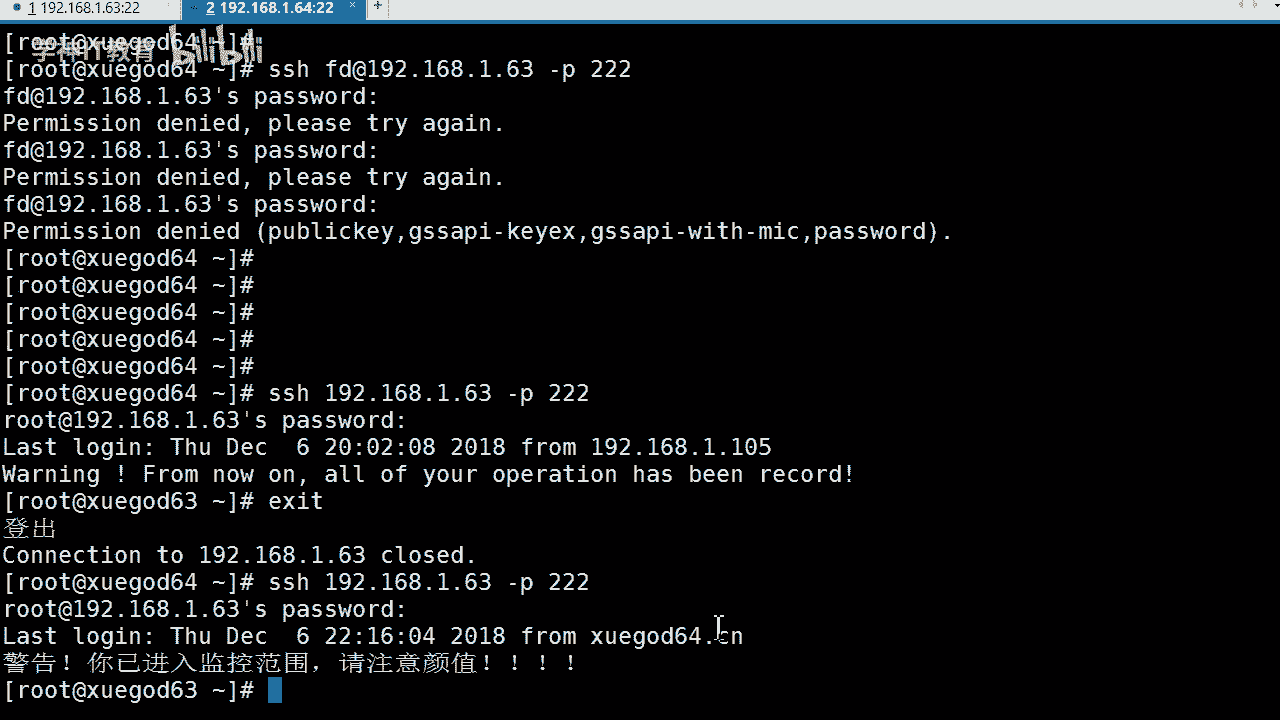 1 192.168.1.63:22
2 192.168.1.64:22 × +
[root@xuegod64 ~]#
学神IT教育 bilibili
[root@xuegod64 ~]# ssh fd@192.168.1.63 -p 222
fd@192.168.1.63's password:
Permission denied, please try again.
fd@192.168.1.63's password:
Permission denied, please try again.
fd@192.168.1.63's password:
Permission denied (publickey,gssapi-keyex,gssapi-with-mic,password).
[root@xuegod64 ~]#
[root@xuegod64 ~]#
[root@xuegod64 ~]#
[root@xuegod64 ~]#
[root@xuegod64 ~]#
[root@xuegod64 ~]# ssh 192.168.1.63 -p 222
root@192.168.1.63's password:
Last login: Thu Dec  6 20:02:08 2018 from 192.168.1.105
Warning ! From now on, all of your operation has been record!
[root@xuegod63 ~]# exit
登出
Connection to 192.168.1.63 closed.
[root@xuegod64 ~]# ssh 192.168.1.63 -p 222
root@192.168.1.63's password:
Last login: Thu Dec  6 22:16:04 2018 from xuegod64.cn
警告！你已进入监控范围，请注意颜值！！！！
[root@xuegod63 ~]#